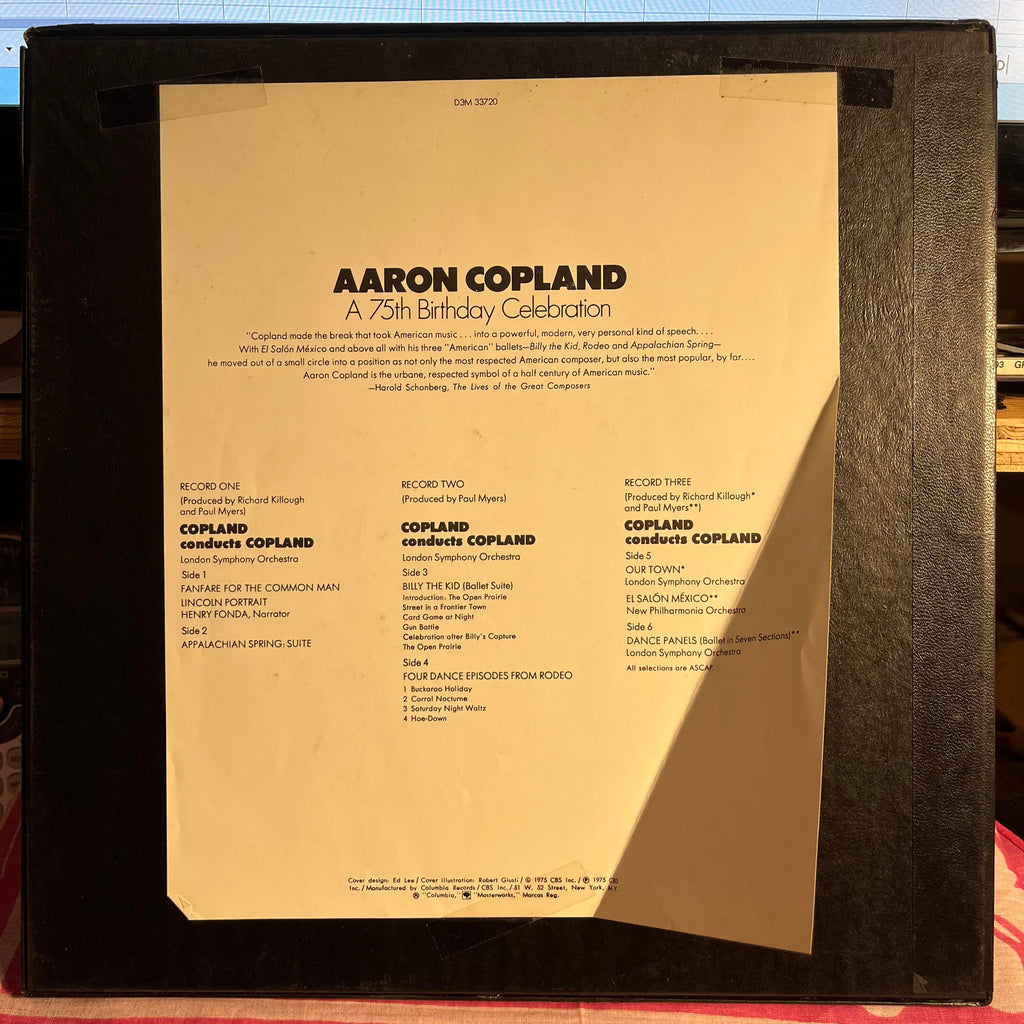 D3M 33720
AARON COPLAND
A 75th Birthday Celebration
"Copland made the break that took American music . . . into a powerful, modern, very personal kind of speech. . . .
With El Salón México and above all with his three "American" ballets—Billy the Kid, Rodeo and Appalachian Spring—
he moved out of a small circle into a position as not only the most respected American composer, but also the most popular, by far. . . .
Aaron Copland is the urbane, respected symbol of a half century of American music."
—Harold Schonberg, The Lives of the Great Composers
RECORD ONE
(Produced by Richard Killough
and Paul Myers)
COPLAND
conducts COPLAND
London Symphony Orchestra
Side 1
FANFARE FOR THE COMMON MAN
LINCOLN PORTRAIT
HENRY FONDA, Narrator
Side 2
APPALACHIAN SPRING: SUITE
RECORD TWO
(Produced by Paul Myers)
COPLAND
conducts COPLAND
London Symphony Orchestra
Side 3
BILLY THE KID (Ballet Suite)
Introduction: The Open Prairie
Street in a Frontier Town
Card Game at Night
Gun Battle
Celebration after Billy's Capture
The Open Prairie
Side 4
FOUR DANCE EPISODES FROM RODEO
1 Buckaroo Holiday
2 Corral Nocturne
3 Saturday Night Waltz
4 Hoe-Down
RECORD THREE
(Produced by Richard Killough*
and Paul Myers**)
COPLAND
conducts COPLAND
Side 5
OUR TOWN*
London Symphony Orchestra
EL SALÓN MÉXICO**
New Philharmonia Orchestra
Side 6
DANCE PANELS (Ballet in Seven Sections)**
London Symphony Orchestra
All selections are ASCAP.
Cover design: Ed Lee / Cover illustration: Robert Giusti / © 1975 CBS Inc. / ℗ 1975 CBS
Inc. / Manufactured by Columbia Records / CBS Inc. / 51 W. 52 Street, New York, N.Y.
® "Columbia," "Masterworks," Marcas Reg.